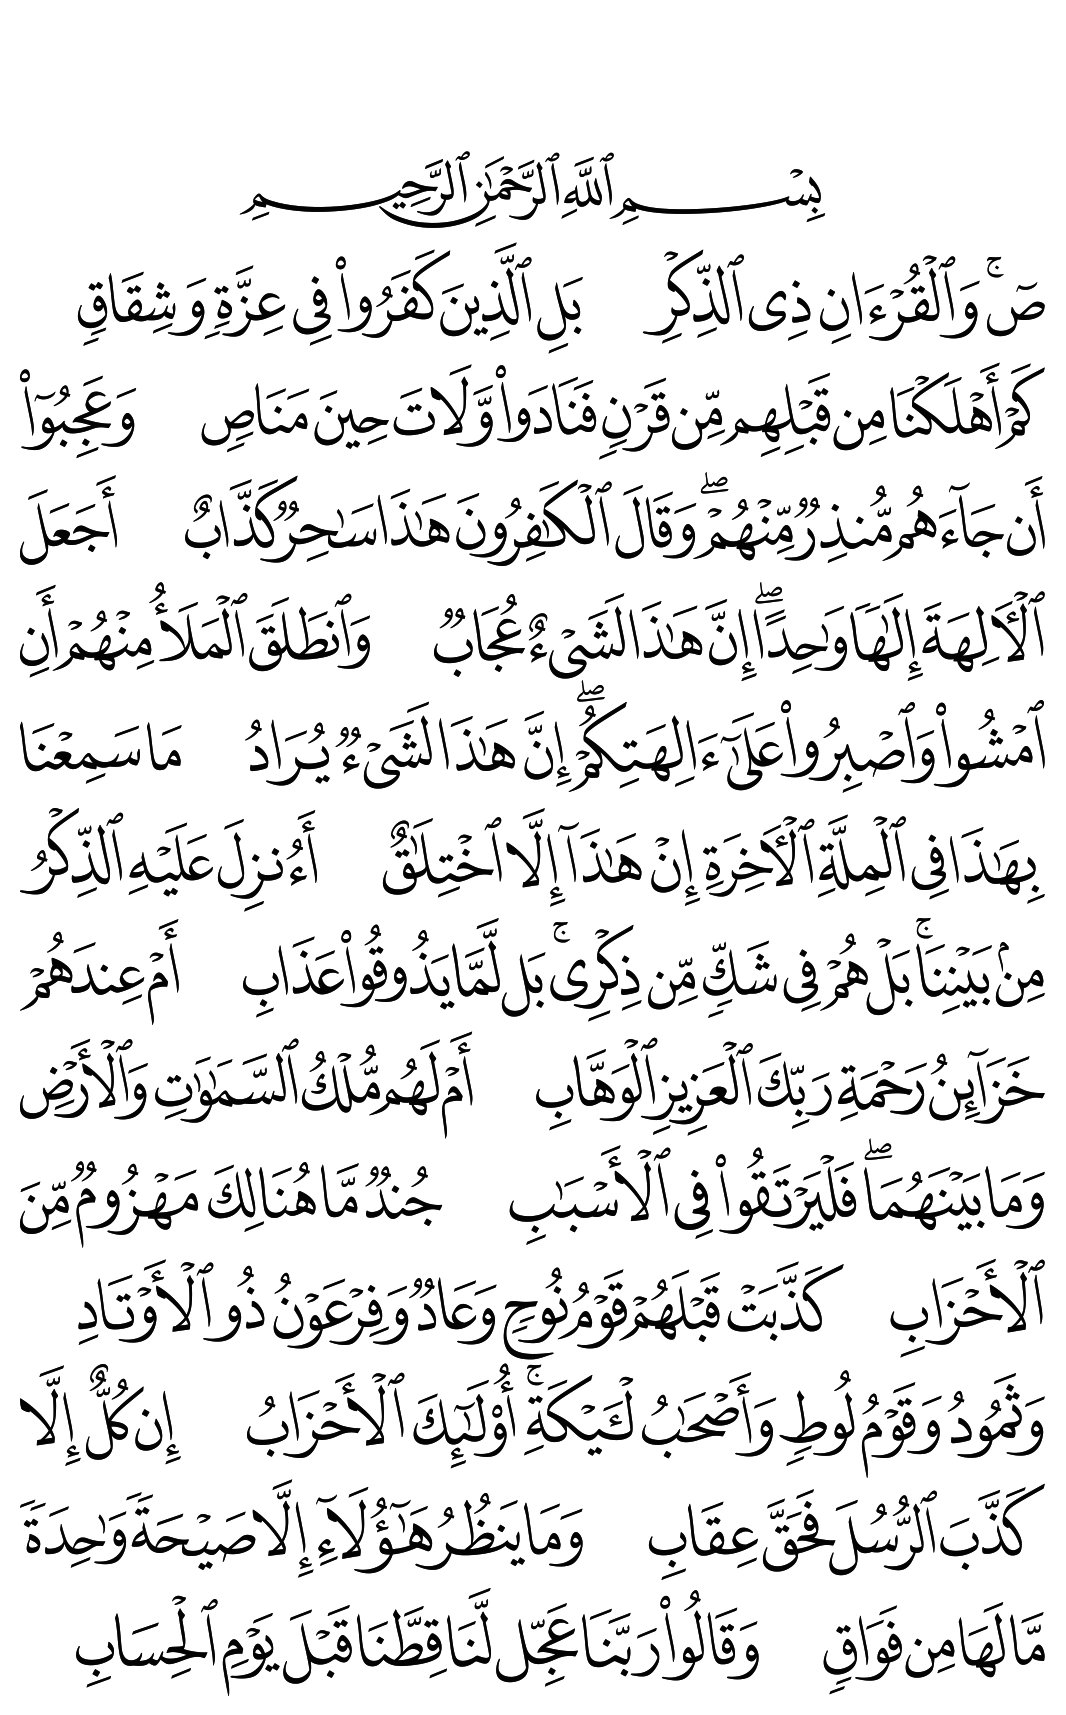 بِسْمِ ٱللَّهِ ٱلرَّحْمَٰنِ ٱلرَّحِيمِ
صٓۚ وَٱلْقُرْءَانِ ذِى ٱلذِّكْرِ بَلِ ٱلَّذِينَ كَفَرُوا۟ فِى عِزَّةٍ وَشِقَاقٍ
كَمْ أَهْلَكْنَا مِن قَبْلِهِم مِّن قَرْنٍ فَنَادَوا۟ وَّلَاتَ حِينَ مَنَاصٍ وَعَجِبُوٓا۟
أَن جَآءَهُم مُّنذِرٌ مِّنْهُمْۖ وَقَالَ ٱلْكَٰفِرُونَ هَٰذَا سَٰحِرٌ كَذَّابٌ أَجَعَلَ
ٱلْـَٔالِهَةَ إِلَٰهًا وَٰحِدًاۖ إِنَّ هَٰذَا لَشَىْءٌ عُجَابٌ وَٱنطَلَقَ ٱلْمَلَأُ مِنْهُمْ أَنِ
ٱمْشُوا۟ وَٱصْبِرُوا۟ عَلَىٰٓ ءَالِهَتِكُمْۖ إِنَّ هَٰذَا لَشَىْءٌ يُرَادُ مَا سَمِعْنَا
بِهَٰذَا فِى ٱلْمِلَّةِ ٱلْـَٔاخِرَةِ إِنْ هَٰذَآ إِلَّا ٱخْتِلَٰقٌ أَءُنزِلَ عَلَيْهِ ٱلذِّكْرُ
مِنۢ بَيْنِنَاۚ بَلْ هُمْ فِى شَكٍّ مِّن ذِكْرِىۚ بَل لَّمَّا يَذُوقُوا۟ عَذَابِ أَمْ عِندَهُمْ
خَزَآئِنُ رَحْمَةِ رَبِّكَ ٱلْعَزِيزِ ٱلْوَهَّابِ أَمْ لَهُم مُّلْكُ ٱلسَّمَٰوَٰتِ وَٱلْأَرْضِ
وَمَا بَيْنَهُمَاۖ فَلْيَرْتَقُوا۟ فِى ٱلْأَسْبَٰبِ جُندٌ مَّا هُنَالِكَ مَهْزُومٌ مِّنَ
ٱلْأَحْزَابِ كَذَّبَتْ قَبْلَهُمْ قَوْمُ نُوحٍ وَعَادٌ وَفِرْعَوْنُ ذُو ٱلْأَوْتَادِ
وَثَمُودُ وَقَوْمُ لُوطٍ وَأَصْحَٰبُ لْـَٔيْكَةِۚ أُو۟لَٰٓئِكَ ٱلْأَحْزَابُ إِن كُلٌّ إِلَّا
كَذَّبَ ٱلرُّسُلَ فَحَقَّ عِقَابِ وَمَا يَنظُرُ هَٰٓؤُلَآءِ إِلَّا صَيْحَةً وَٰحِدَةً
مَّا لَهَا مِن فَوَاقٍ وَقَالُوا۟ رَبَّنَا عَجِّل لَّنَا قِطَّنَا قَبْلَ يَوْمِ ٱلْحِسَابِ